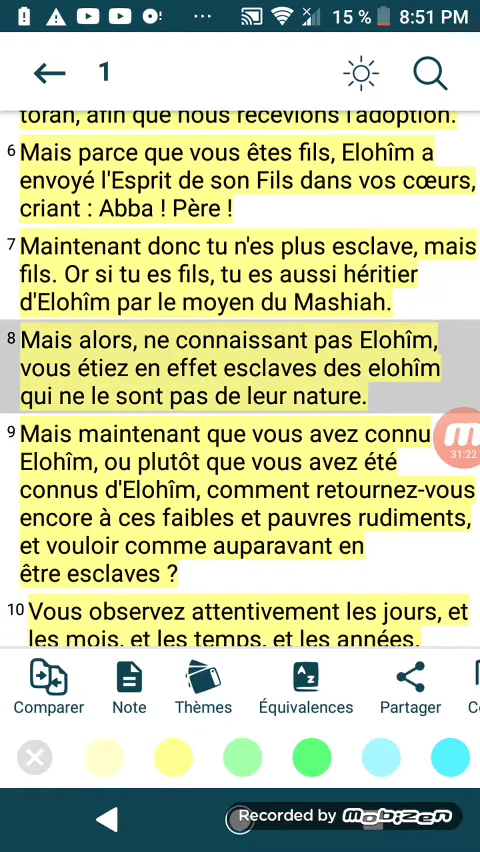 15 % 8:51 PM
1
torah, afin que nous recevions l'adoption.
6 Mais parce que vous êtes fils, Elohîm a
envoyé l'Esprit de son Fils dans vos cœurs,
criant : Abba ! Père !
7 Maintenant donc tu n'es plus esclave, mais
fils. Or si tu es fils, tu es aussi héritier
d'Elohîm par le moyen du Mashiah.
8 Mais alors, ne connaissant pas Elohîm,
vous étiez en effet esclaves des elohîm
qui ne le sont pas de leur nature.
9 Mais maintenant que vous avez connu
Elohîm, ou plutôt que vous avez été
connus d'Elohîm, comment retournez-vous
encore à ces faibles et pauvres rudiments,
et vouloir comme auparavant en
être esclaves ?
10 Vous observez attentivement les jours, et
les mois, et les temps, et les années.
31:22
Comparer Note Thèmes Équivalences Partager
Recorded by Mobizen